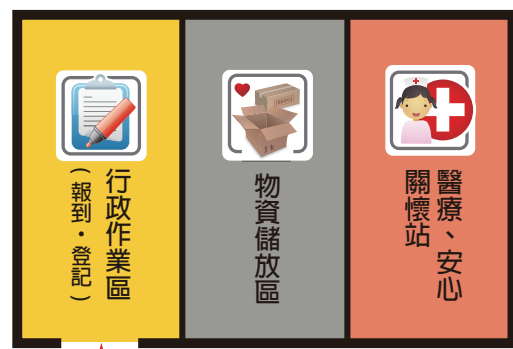 行政作業區
（報到・登記）
物資儲放區
醫療、安心
關懷站